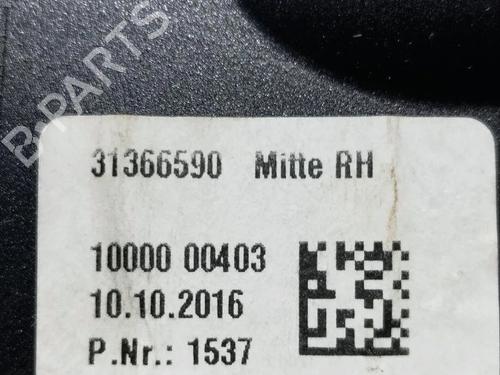 B-PARTS
31366590 Mitte RH
10000 00403
10.10.2016
P.Nr.: 1537